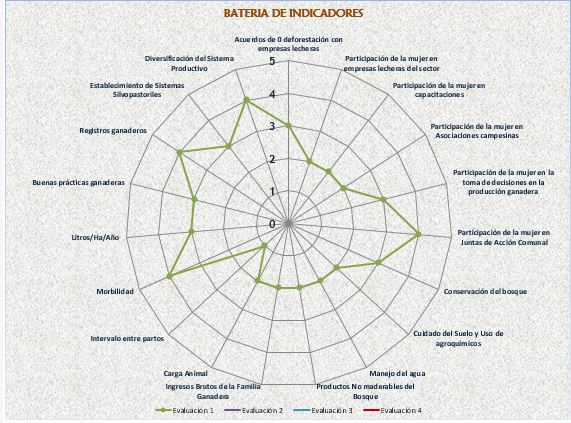 BATERIA DE INDICADORES
Acuerdos de 0 deforestación con
empresas lecheras
Diversificación del Sistema
Productivo
Participación de la mujer en
empresas lecheras del sector
Establecimiento de Sistemas
Silvopastoriles
Participación de la mujer en
capacitaciones
Registros ganaderos
Participación de la mujer en
Asociaciones campesinas
Buenas prácticas ganaderas
Participación de la mujer en la
toma de decisiones en la
producción ganadera
Litros/Ha/Año
Participación de la mujer en
Juntas de Acción Comunal
Morbilidad
Conservación del bosque
Intervalo entre partos
Cuidado del Suelo y Uso de
agroquímicos
Carga Animal
Manejo del agua
Ingresos Brutos de la Familia
Ganadera
Productos No maderables del
Bosque
5
4
3
2
1
0
Evaluación 1
Evaluación 2
Evaluación 3
Evaluación 4